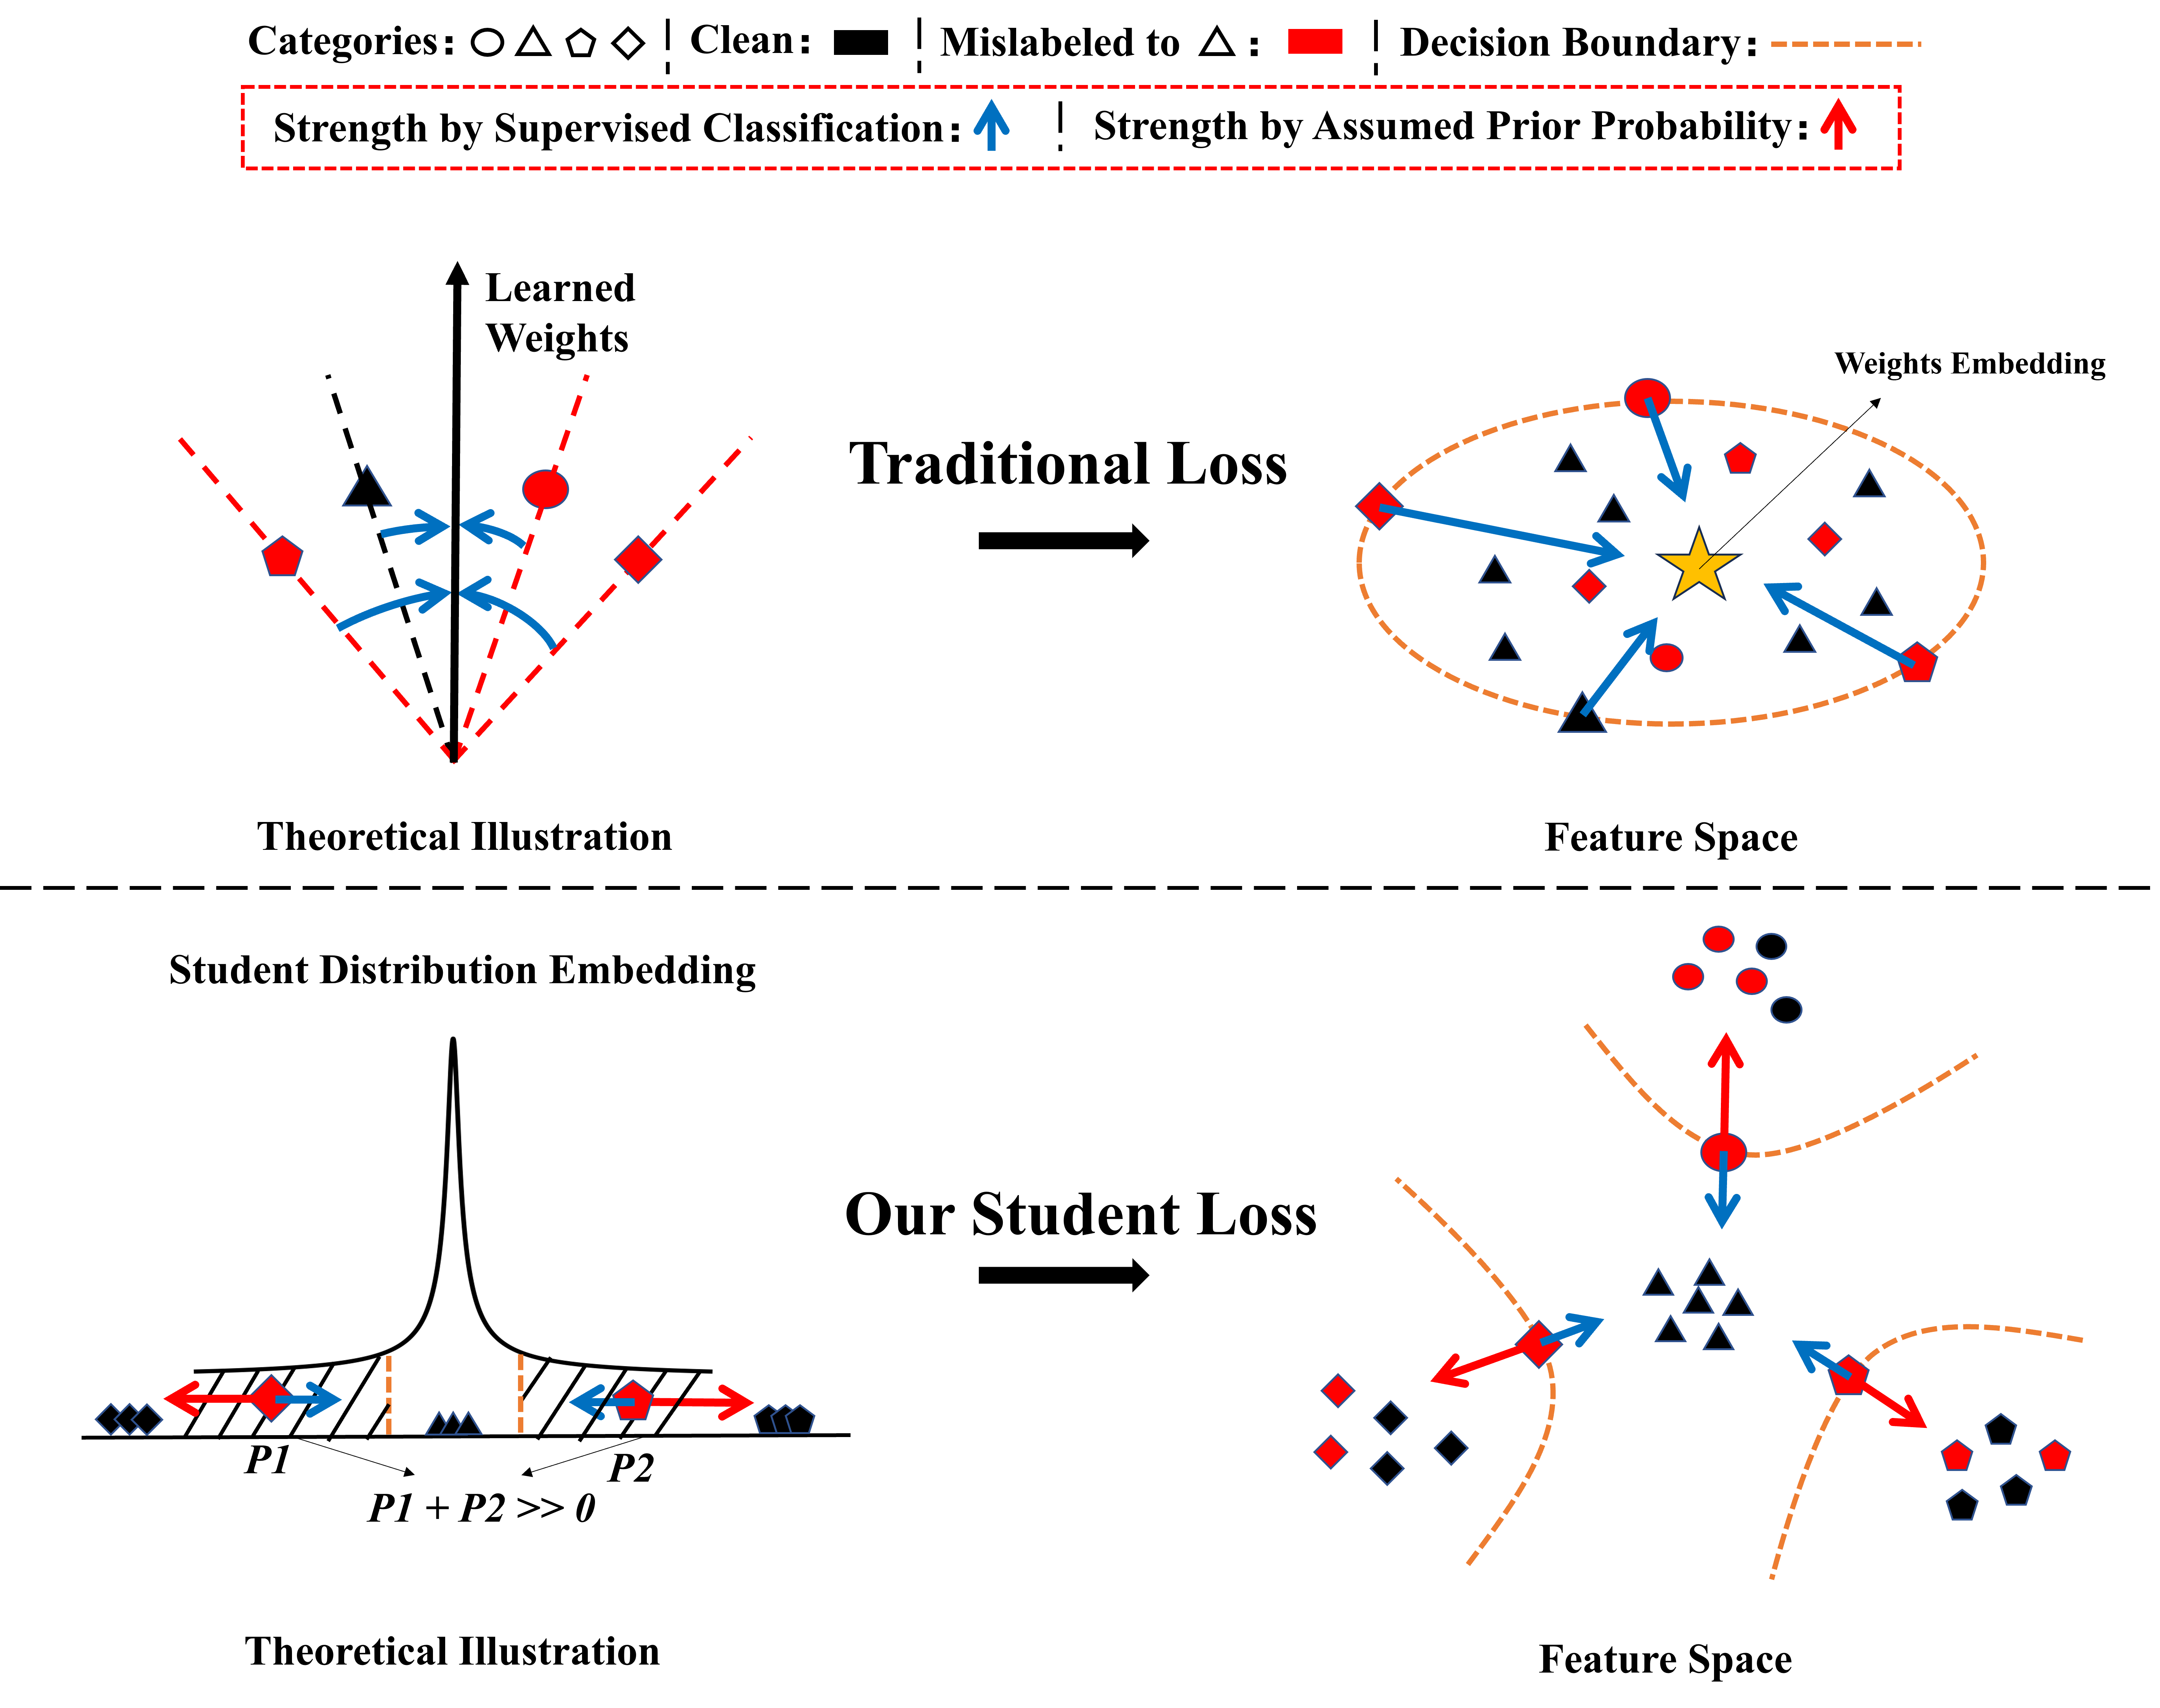 Categories: Clean: Mislabeled to : Decision Boundary:
Strength by Supervised Classification: Strength by Assumed Prior Probability:
Learned
Weights
Weights Embedding
Traditional Loss
Theoretical Illustration
Feature Space
Student Distribution Embedding
Our Student Loss
P1
P2
P1 + P2 >> 0
Theoretical Illustration
Feature Space